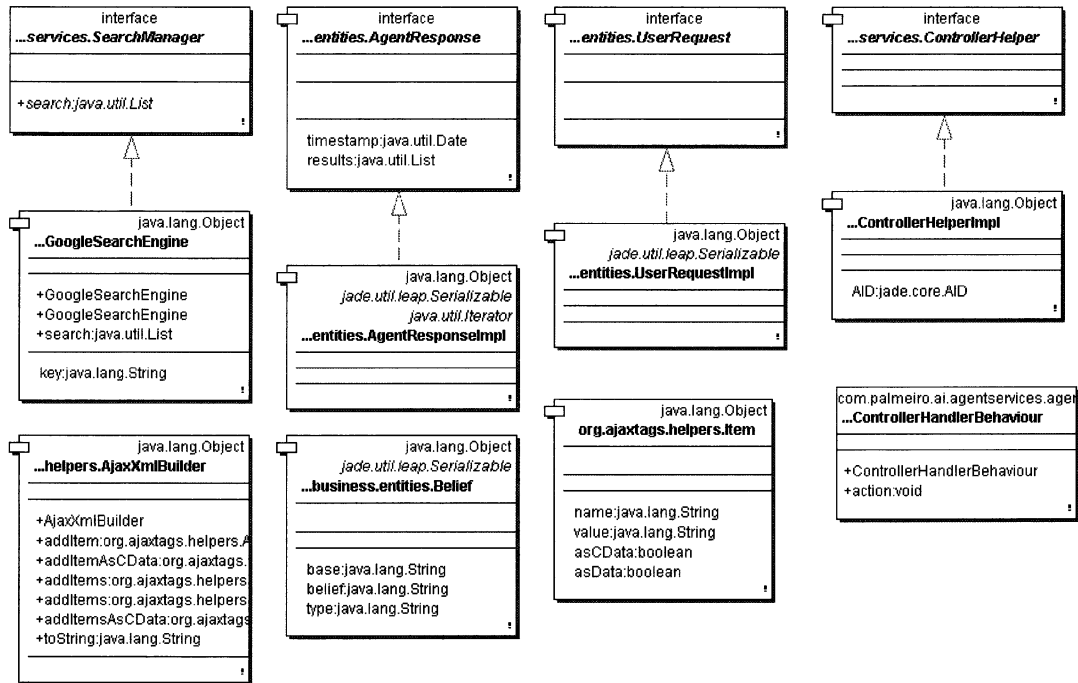 interface
...services.SearchManager
+search:java.util.List
!
interface
...entities.AgentResponse
timestamp:java.util.Date
results:java.util.List
!
interface
...entities.UserRequest
!
interface
...services.ControllerHelper
!
java.lang.Object
...GoogleSearchEngine
+GoogleSearchEngine
+GoogleSearchEngine
+search:java.util.List
key:java.lang.String
!
java.lang.Object
jade.util.leap.Serializable
java.util.Iterator
...entities.AgentResponseImpl
!
java.lang.Object
jade.util.leap.Serializable
...entities.UserRequestImpl
!
java.lang.Object
...ControllerHelperImpl
AID:jade.core.AID
!
java.lang.Object
...helpers.AjaxXmlBuilder
+AjaxXmlBuilder
+addItem:org.ajaxtags.helpers.A
+addItemAsCData:org.ajaxtags.
+addItems:org.ajaxtags.helpers.
+addItems:org.ajaxtags.helpers
+addItemsAsCData:org.ajaxtags
+toString:java.lang.String
!
java.lang.Object
jade.util.leap.Serializable
...business.entities.Belief
base:java.lang.String
belief:java.lang.String
type:java.lang.String
!
java.lang.Object
org.ajaxtags.helpers.Item
name:java.lang.String
value:java.lang.String
asCData:boolean
asData:boolean
!
com.palmeiro.ai.agentservices.agen
...ControllerHandlerBehaviour
+ControllerHandlerBehaviour
+action:void
!